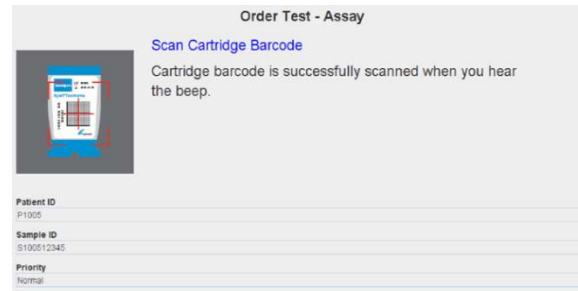 Order Test - Assay
Scan Cartridge Barcode
Cartridge barcode is successfully scanned when you hear
the beep.
Patient ID
P1005
Sample ID
S100512345
Priority
Normal